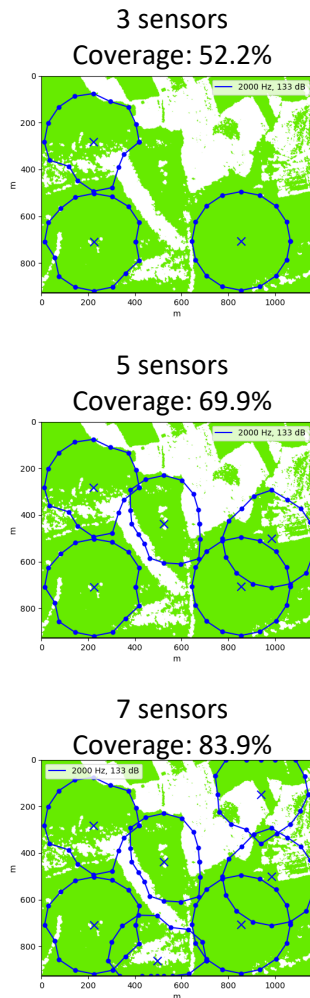 3 sensors
Coverage: 52.2%
2000 Hz, 133 dB
0
200
400
600
800
m
0 200 400 600 800 1000
m
5 sensors
Coverage: 69.9%
2000 Hz, 133 dB
0
200
400
600
800
m
0 200 400 600 800 1000
m
7 sensors
Coverage: 83.9%
2000 Hz, 133 dB
0
200
400
600
800
m
0 200 400 600 800 1000
m